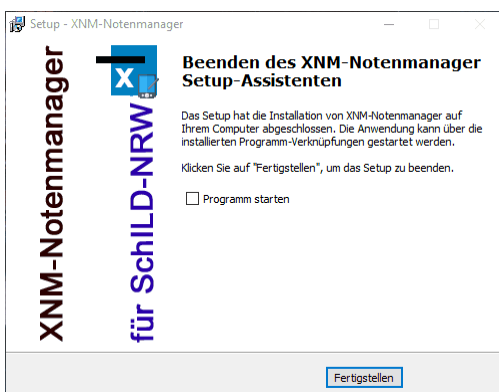 Setup - XNM-Notenmanager
XNM-Notenmanager
für SchILD-NRW
X
Beenden des XNM-Notenmanager
Setup-Assistenten
Das Setup hat die Installation von XNM-Notenmanager auf
Ihrem Computer abgeschlossen. Die Anwendung kann über die
installierten Programm-Verknüpfungen gestartet werden.
Klicken Sie auf "Fertigstellen", um das Setup zu beenden.
Programm starten
Fertigstellen